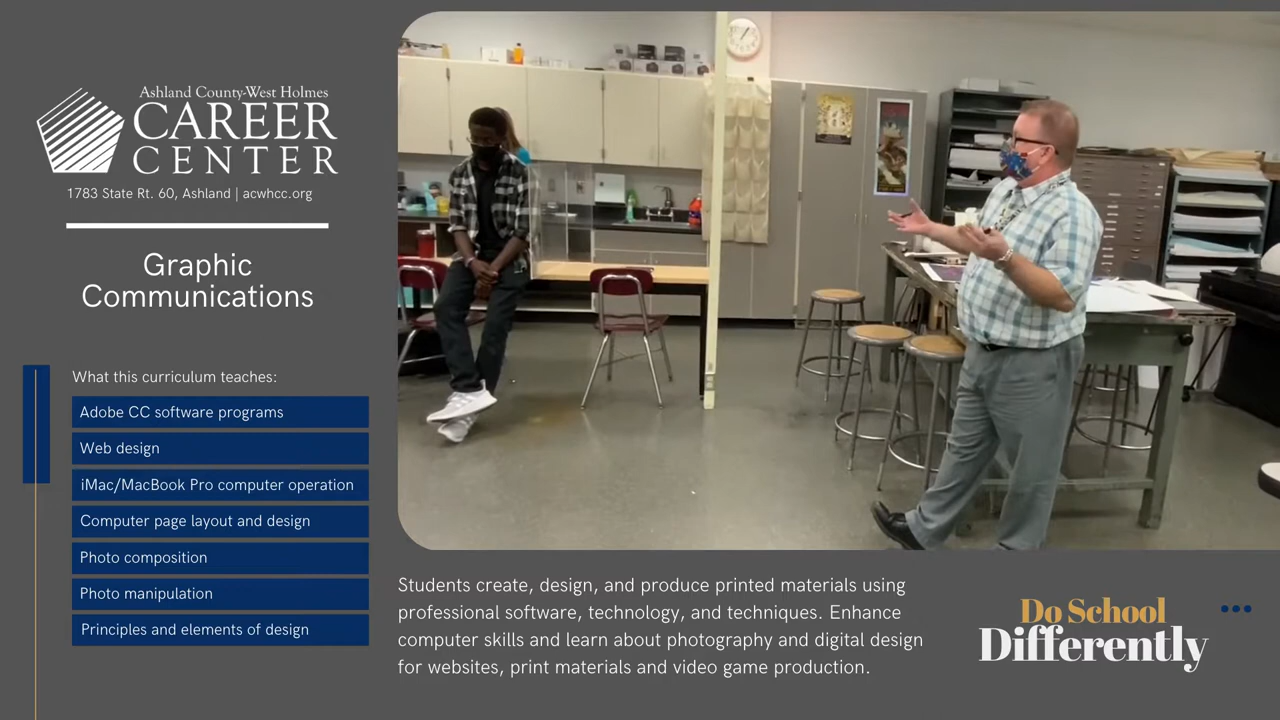 Ashland County-West Holmes
CAREER
CENTER
1783 State Rt. 60, Ashland | acwhcc.org
Graphic
Communications
What this curriculum teaches:
Adobe CC software programs
Web design
iMac/MacBook Pro computer operation
Computer page layout and design
Photo composition
Photo manipulation
Principles and elements of design
Students create, design, and produce printed materials using
professional software, technology, and techniques. Enhance
computer skills and learn about photography and digital design
for websites, print materials and video game production.
Do School
Differently